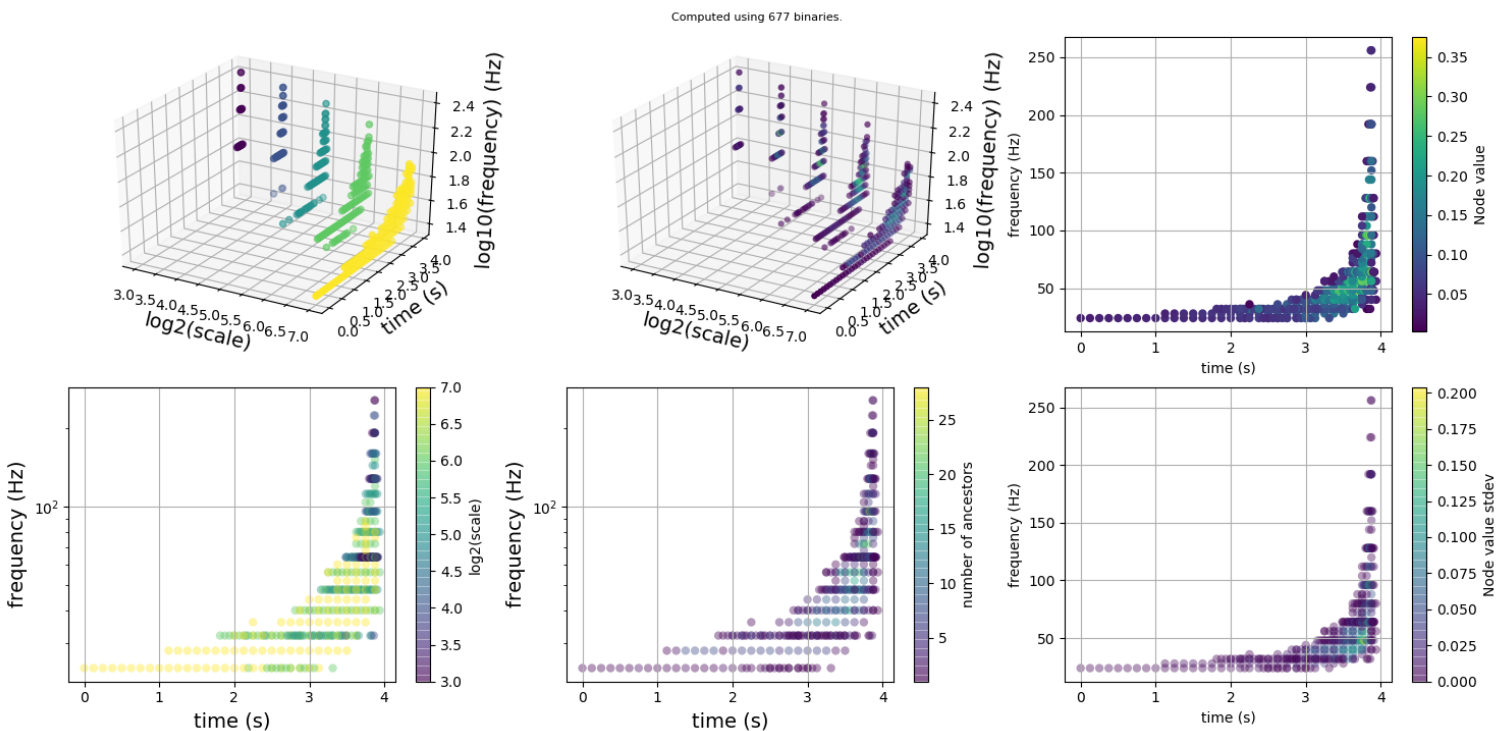 Computed using 677 binaries.
log10(frequency) (Hz)
2.4
2.2
2.0
1.8
1.6
1.4
3.0 3.5 4.0 4.5 5.0 5.5 6.0 6.5 7.0
log2(scale)
0.0 0.5 1.0 1.5 2.0 2.5 3.0 3.5 4.0
time (s)
log10(frequency) (Hz)
2.4
2.2
2.0
1.8
1.6
1.4
3.0 3.5 4.0 4.5 5.0 5.5 6.0 6.5 7.0
log2(scale)
0.0 0.5 1.0 1.5 2.0 2.5 3.0 3.5 4.0
time (s)
frequency (Hz)
250
200
150
100
50
0 1 2 3 4
time (s)
0.35
0.30
0.25
0.20
0.15
0.10
0.05
Node value
frequency (Hz)
10²
0 1 2 3 4
time (s)
7.0
6.5
6.0
5.5
5.0
4.5
4.0
3.5
3.0
log2(scale)
frequency (Hz)
10²
0 1 2 3 4
time (s)
25
20
15
10
5
number of ancestors
frequency (Hz)
250
200
150
100
50
0 1 2 3 4
time (s)
0.200
0.175
0.150
0.125
0.100
0.075
0.050
0.025
0.000
Node value stdev